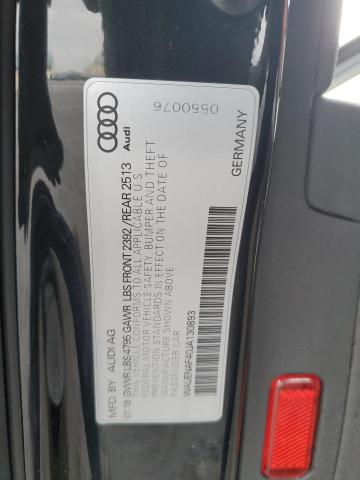 Audi
0550076
GERMANY
MFD. BY AUDI AG
01.18 GVWR LBS 4795 GAWR LBS FRONT 2392/REAR 2513
THIS VEHICLE CONFORMS TO ALL APPLICABLE U.S.
FEDERAL MOTOR VEHICLE SAFETY, BUMPER AND THEFT
PREVENTION STANDARDS IN EFFECT ON THE DATE OF
MANUFACTURE SHOWN ABOVE.
PASSENGER CAR
WAUENAF40JA130893